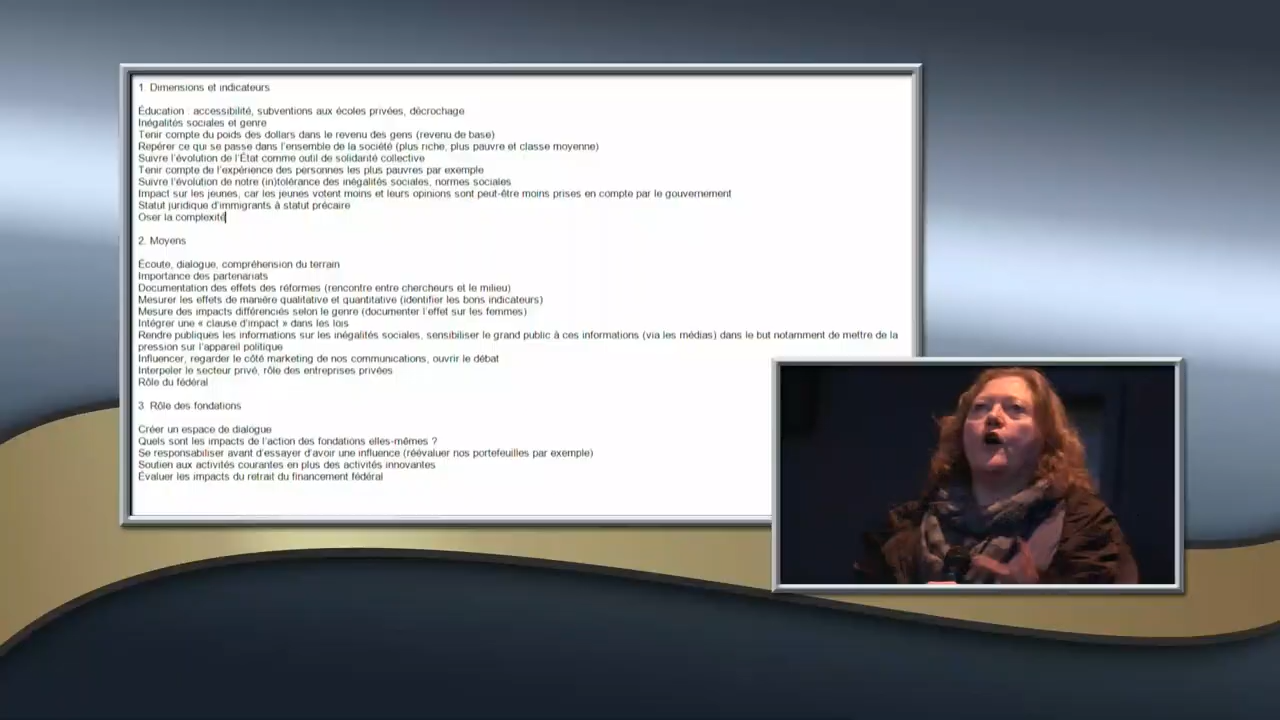 1 Dimensions et indicateurs
Éducation : accessibilité, subventions aux écoles privées, décrochage
Inégalités sociales et genre
Tenir compte du poids des dollars dans le revenu des gens (revenu de base)
Repérer ce qui se passe dans l'ensemble de la société (plus riche, plus pauvre et classe moyenne)
Suivre l'évolution de l'État comme outil de solidarité collective
Tenir compte de l'expérience des personnes les plus pauvres par exemple
Suivre l'évolution de notre (in)tolérance des inégalités sociales, normes sociales
Impact sur les jeunes, car les jeunes votent moins et leurs opinions sont peut-être moins prises en compte par le gouvernement
Statut juridique d'immigrants à statut précaire
Oser la complexité
2. Moyens
Écoute, dialogue, compréhension du terrain
Importance des partenariats
Documentation des effets des réformes (rencontre entre chercheurs et le milieu)
Mesurer les effets de manière qualitative et quantitative (identifier les bons indicateurs)
Mesure des impacts différenciés selon le genre (documenter l'effet sur les femmes)
Intégrer une « clause d'impact » dans les lois
Rendre publiques les informations sur les inégalités sociales, sensibiliser le grand public à ces informations (via les médias) dans le but notamment de mettre de la
pression sur l'appareil politique
Influencer, regarder le côté marketing de nos communications, ouvrir le débat
Interpeler le secteur privé, rôle des entreprises privées
Rôle du fédéral
3 Rôle des fondations
Créer un espace de dialogue
Quels sont les impacts de l'action des fondations elles-mêmes ?
Se responsabiliser avant d'essayer d'avoir une influence (réévaluer nos portefeuilles par exemple)
Soutien aux activités courantes en plus des activités innovantes
Évaluer les impacts du retrait du financement fédéral